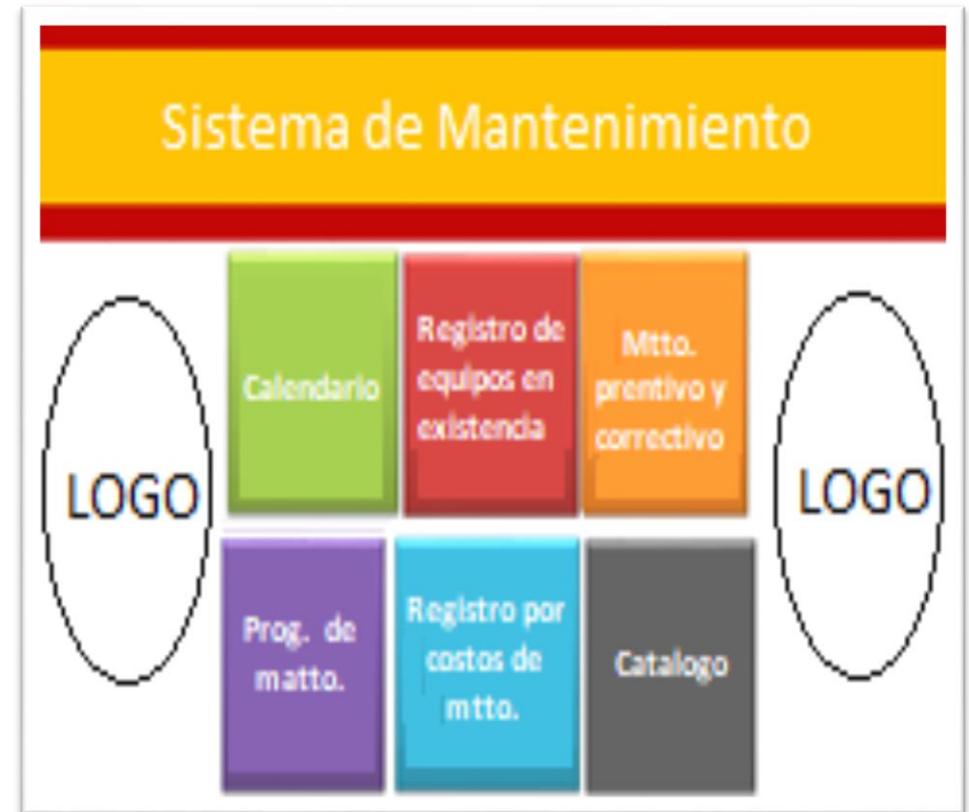 Sistema de Mantenimiento
LOGO
Calendario
Registro de
equipos en
existencia
Mtto.
prentivo y
correctivo
LOGO
Prog. de
matto.
Registro por
costos de
mtto.
Catalogo